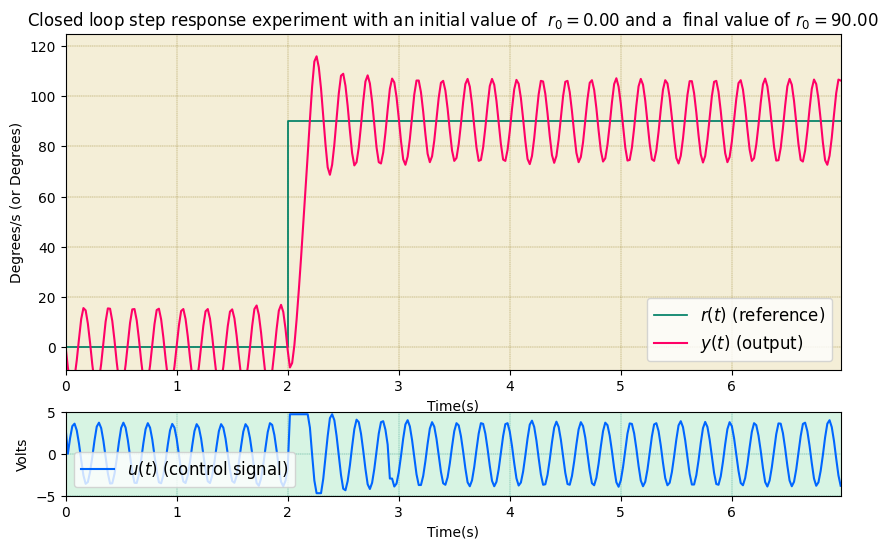 Closed loop step response experiment with an initial value of r₀ = 0.00 and a final value of r₀ = 90.00
Degrees/s (or Degrees)
120
100
80
60
40
20
0
r(t) (reference)
y(t) (output)
0 1 2 3 4 5 6
Time(s)
Volts
5
0
−5
u(t) (control signal)
0 1 2 3 4 5 6
Time(s)